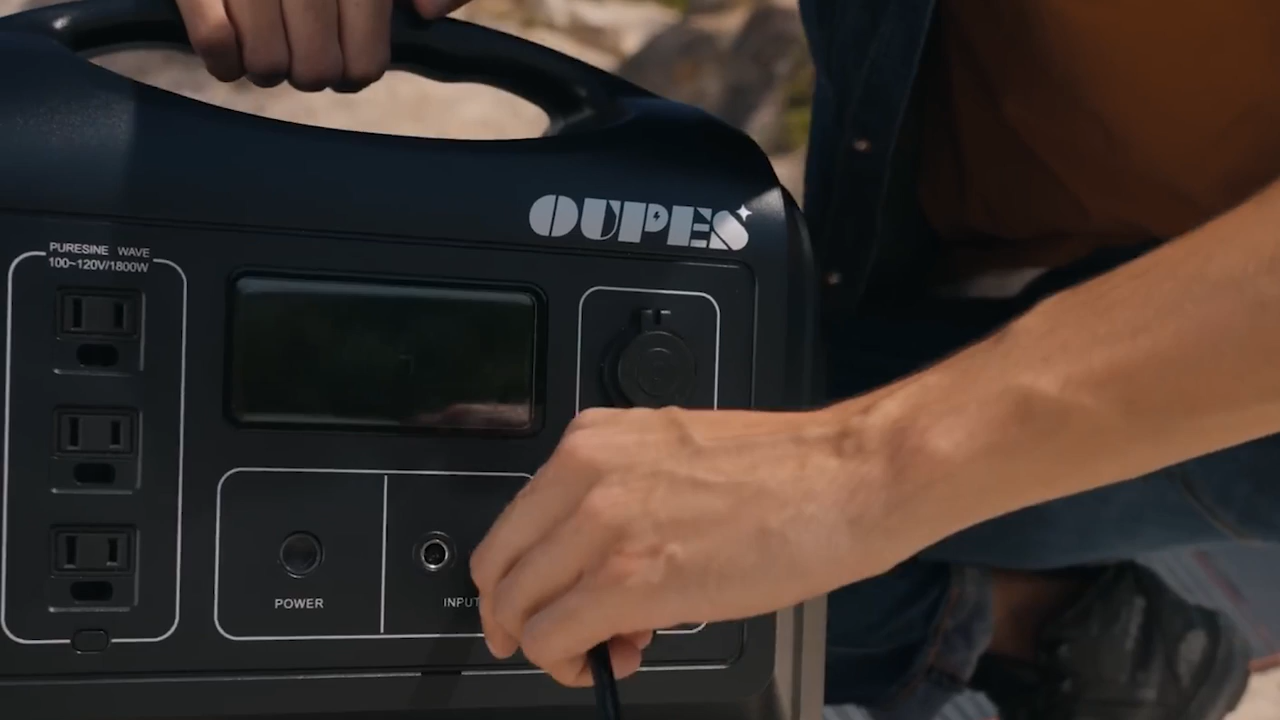 OUPES
PURESINE WAVE
100~120V/1800W
POWER
INPUT